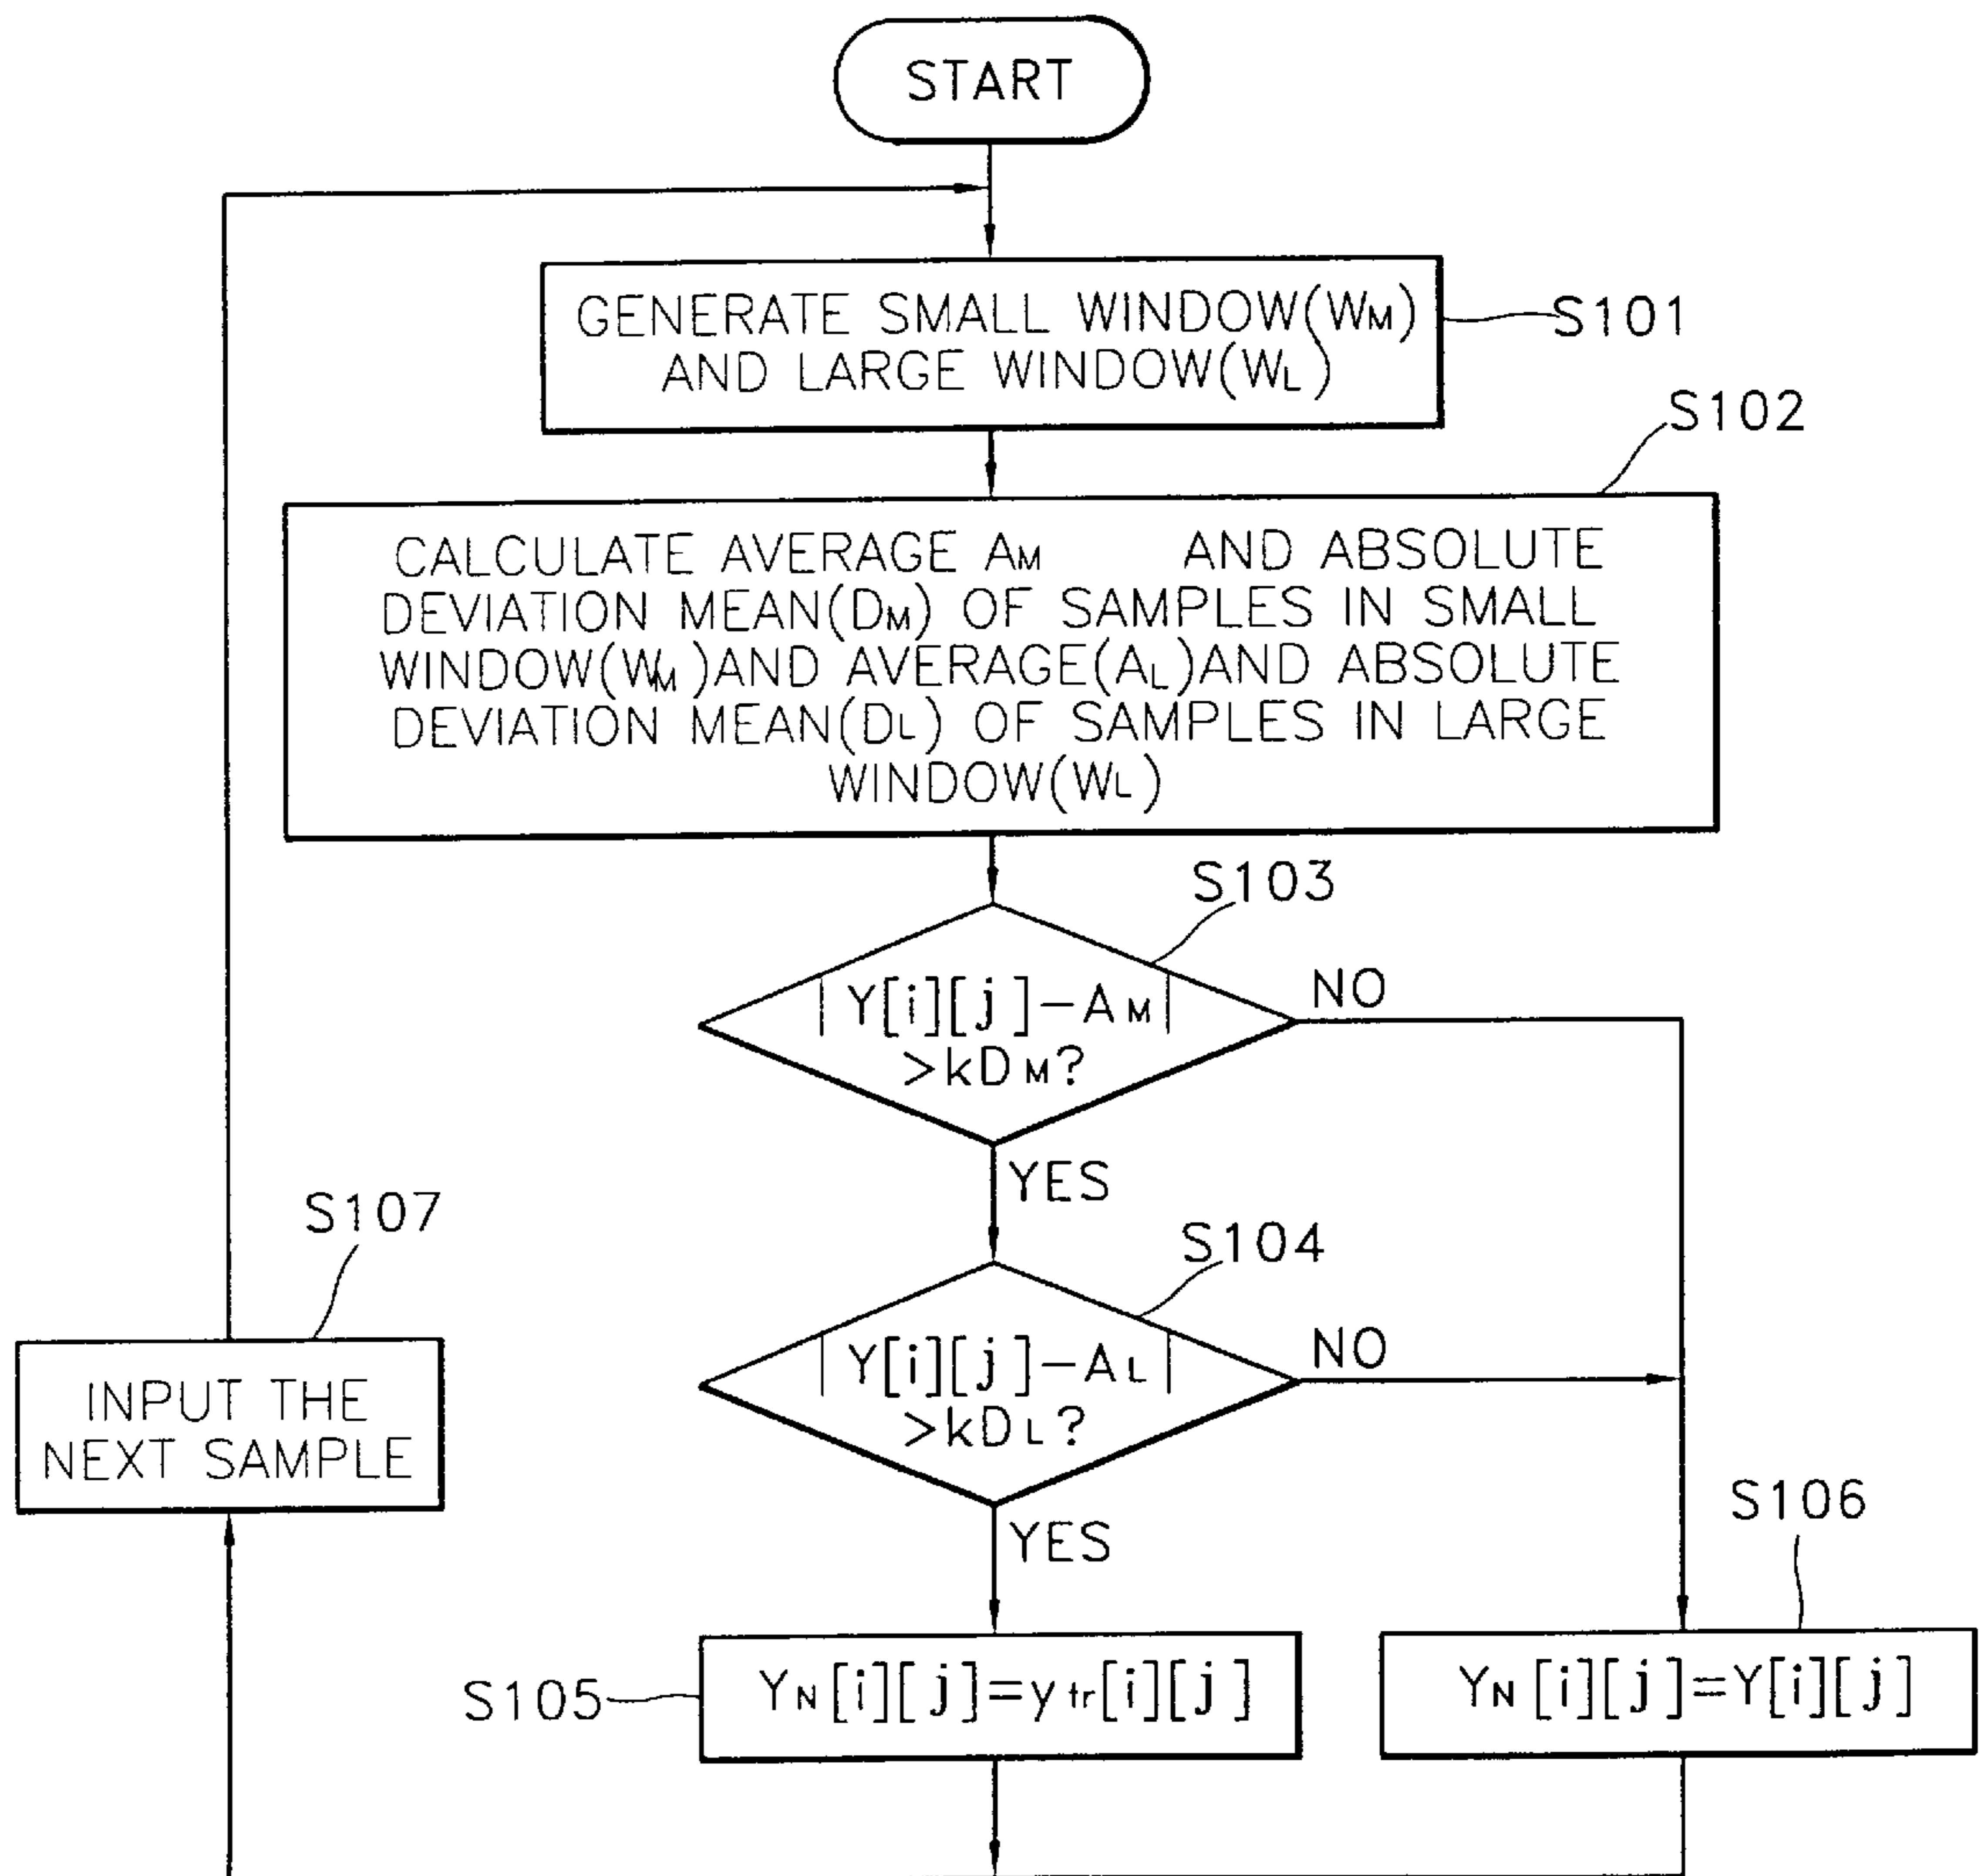 START
GENERATE SMALL WINDOW(WM)
AND LARGE WINDOW(WL)
S101
S102
CALCULATE AVERAGE AM AND ABSOLUTE
DEVIATION MEAN(DM) OF SAMPLES IN SMALL
WINDOW(WM)AND AVERAGE(AL)AND ABSOLUTE
DEVIATION MEAN(DL) OF SAMPLES IN LARGE
WINDOW(WL)
S103
|Y[i][j]-AM|
>kDM?
NO
YES
S107
INPUT THE
NEXT SAMPLE
S104
|Y[i][j]-AL|
>kDL?
NO
YES
S106
S105
YN[i][j]=ytr[i][j]
YN[i][j]=Y[i][j]